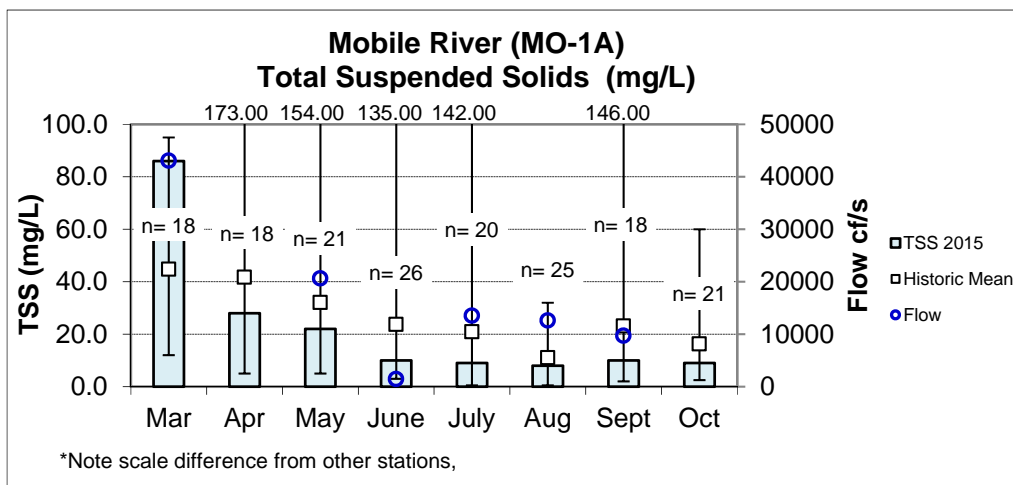 Mobile River (MO-1A)
Total Suspended Solids (mg/L)
173.00 154.00 135.00 142.00 146.00
100.0
80.0
60.0
40.0
20.0
0.0
TSS (mg/L)
50000
40000
30000
20000
10000
0
Flow cf/s
n= 18
n= 18
n= 21
n= 26
n= 20
n= 25
n= 18
n= 21
Mar Apr May June July Aug Sept Oct
TSS 2015
Historic Mean
Flow
*Note scale difference from other stations,